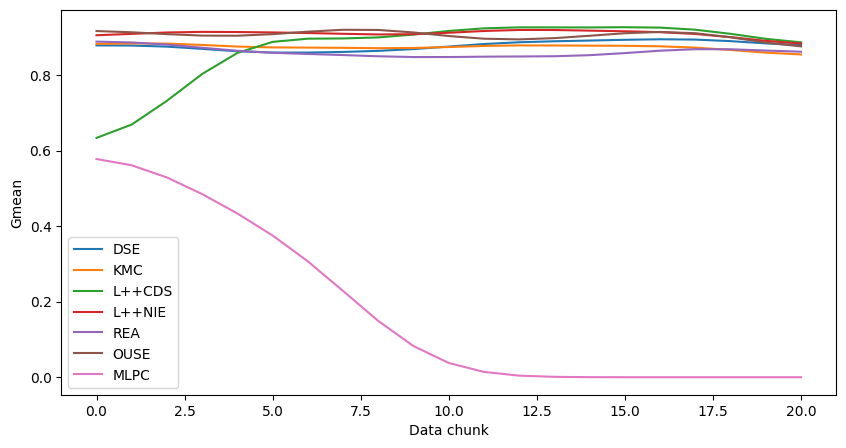 Gmean
0.8
0.6
0.4
0.2
0.0
DSE
KMC
L++CDS
L++NIE
REA
OUSE
MLPC
0.0 2.5 5.0 7.5 10.0 12.5 15.0 17.5 20.0
Data chunk